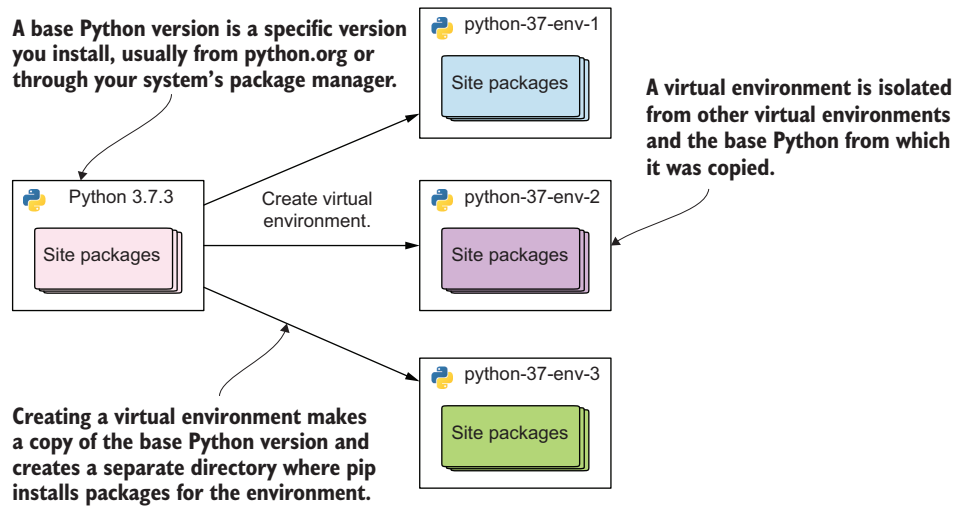 A base Python version is a specific version
you install, usually from python.org or
through your system's package manager.
python-37-env-1
Site packages
A virtual environment is isolated
from other virtual environments
and the base Python from which
it was copied.
Python 3.7.3
Site packages
Create virtual
environment.
python-37-env-2
Site packages
python-37-env-3
Site packages
Creating a virtual environment makes
a copy of the base Python version and
creates a separate directory where pip
installs packages for the environment.